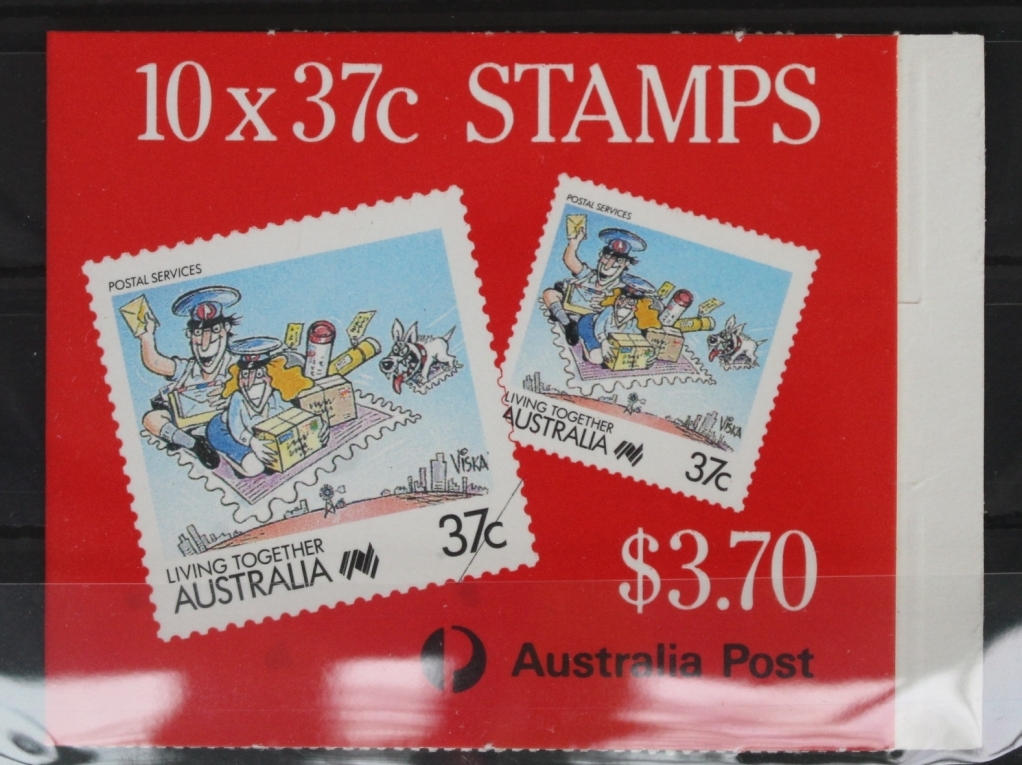 10 x 37c STAMPS
POSTAL SERVICES
VISKA
37c
LIVING TOGETHER
AUSTRALIA
POSTAL SERVICES
VISKA
LIVING TOGETHER
AUSTRALIA
37c
$3.70
Australia Post